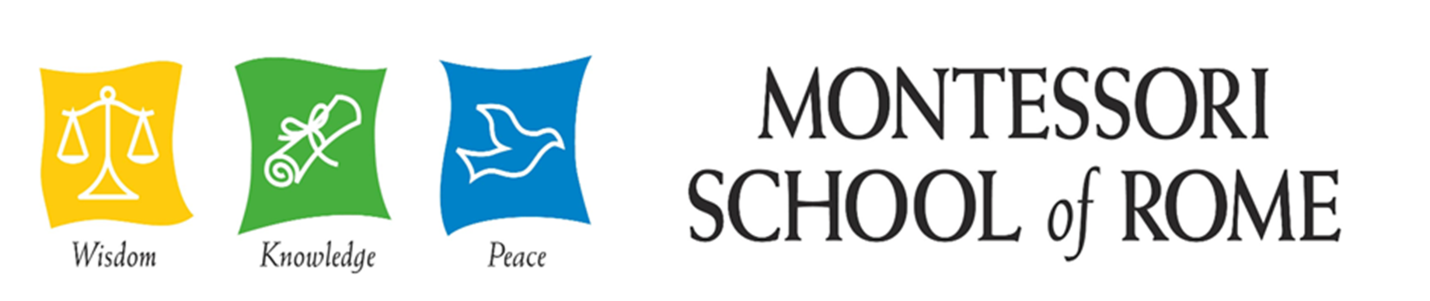 Wisdom
Knowledge
Peace
MONTESSORI
SCHOOL of ROME